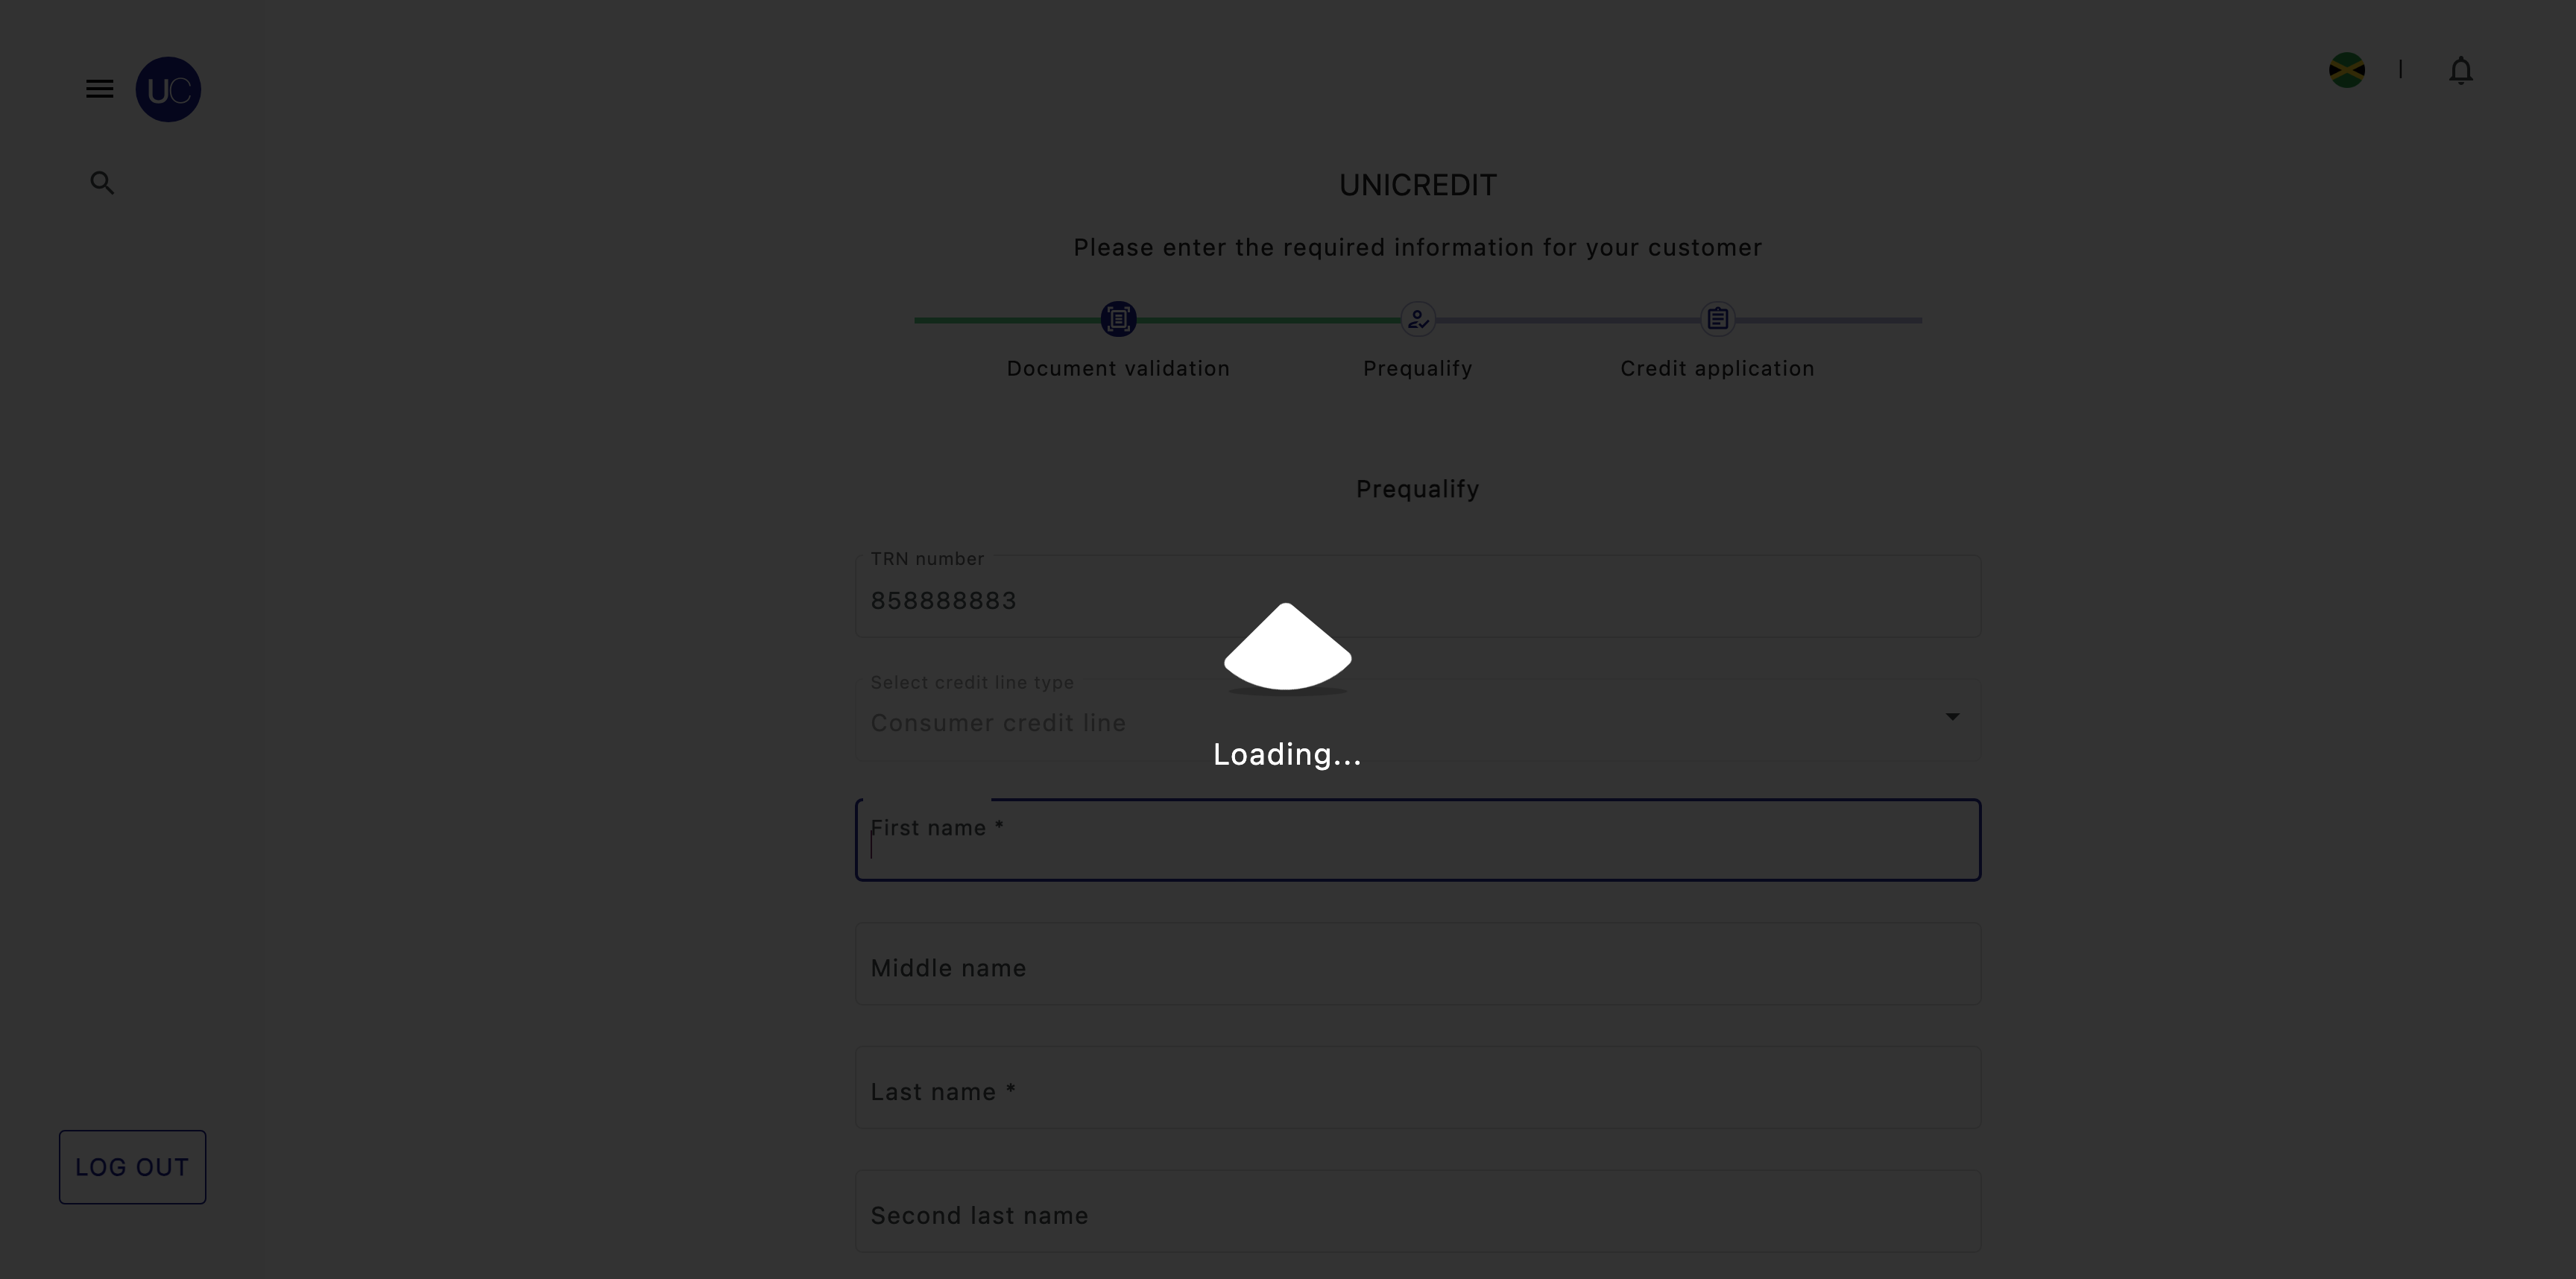 UC
UNICREDIT
Please enter the required information for your customer
Document validation
Prequalify
Credit application
Prequalify
TRN number
858888883
Select credit line type
Consumer credit line
Loading...
First name *
Middle name
Last name *
Second last name
LOG OUT